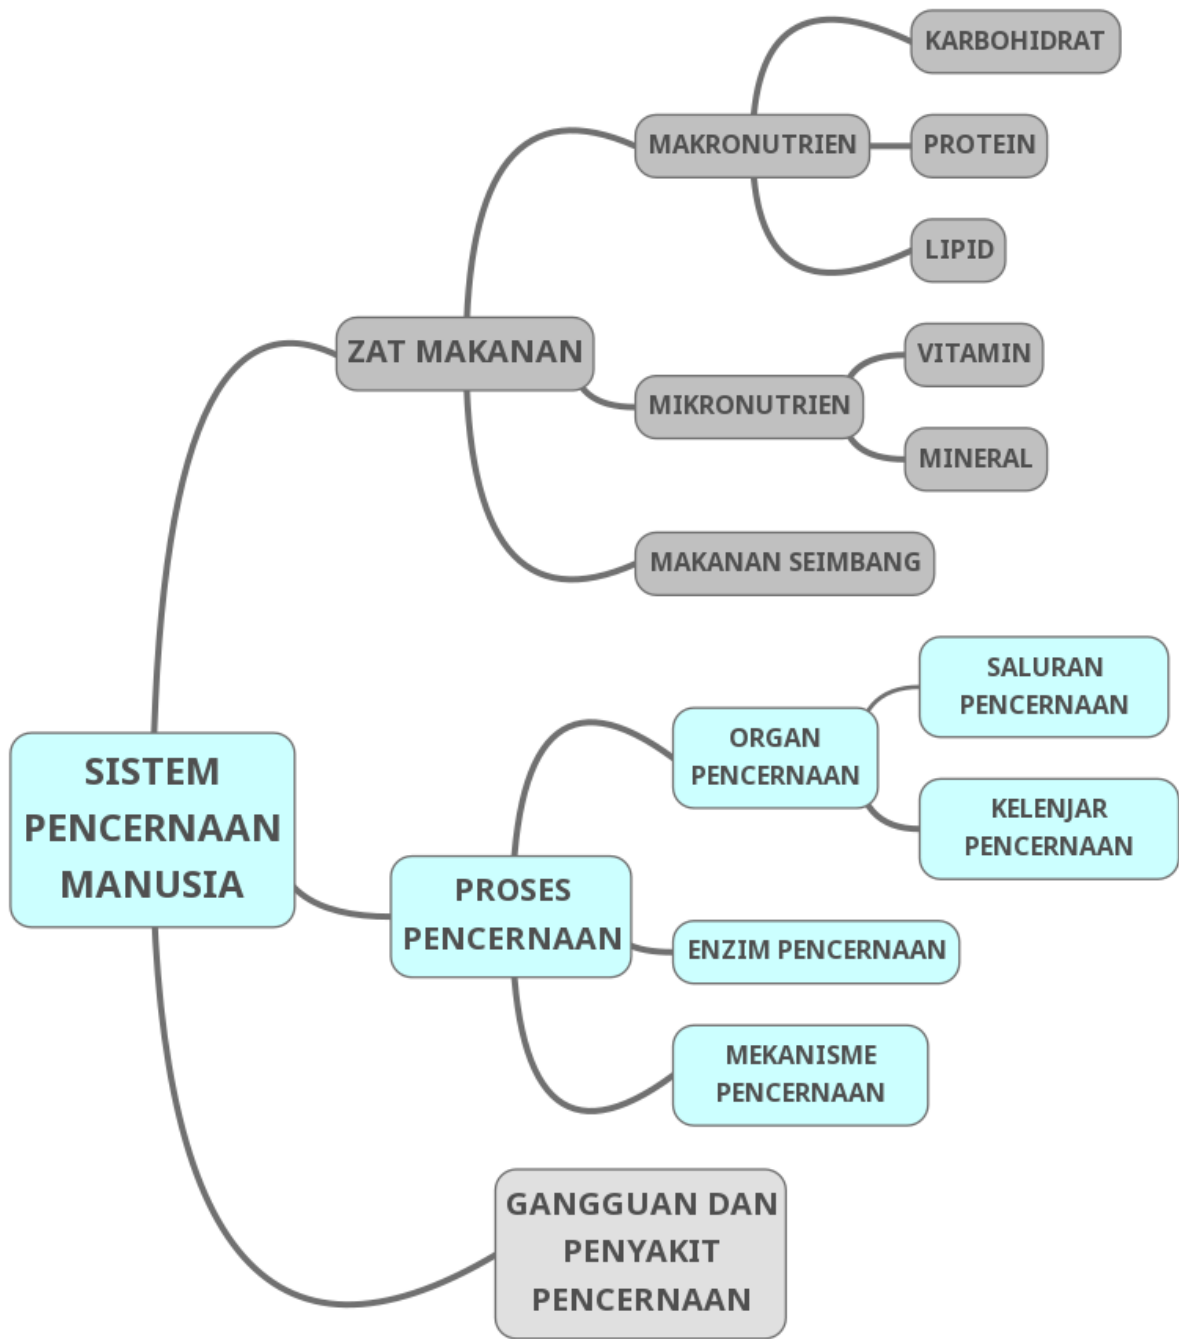 KARBOHIDRAT
MAKRONUTRIEN
PROTEIN
LIPID
ZAT MAKANAN
VITAMIN
MIKRONUTRIEN
MINERAL
MAKANAN SEIMBANG
SISTEM
PENCERNAAN
MANUSIA
SALURAN
PENCERNAAN
ORGAN
PENCERNAAN
KELENJAR
PENCERNAAN
PROSES
PENCERNAAN
ENZIM PENCERNAAN
MEKANISME
PENCERNAAN
GANGGUAN DAN
PENYAKIT
PENCERNAAN